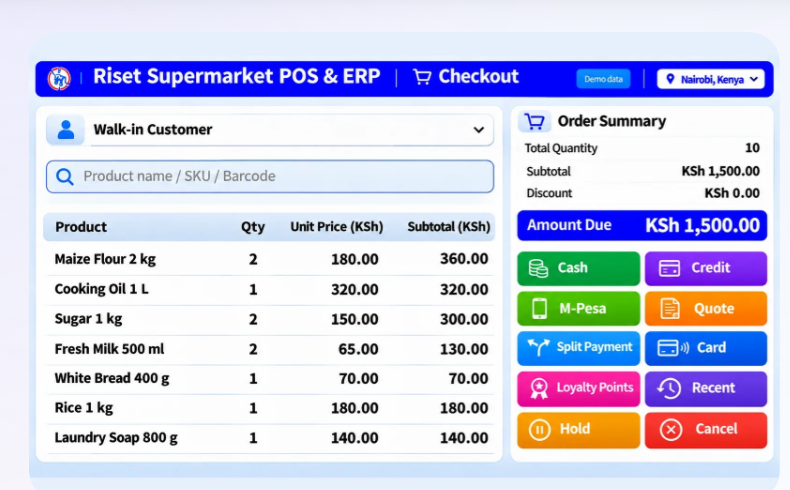 Riset Supermarket POS & ERP | Checkout
Demo data
Nairobi, Kenya
Walk-in Customer
Product name / SKU / Barcode
Product Qty Unit Price (KSh) Subtotal (KSh)
Maize Flour 2 kg 2 180.00 360.00
Cooking Oil 1 L 1 320.00 320.00
Sugar 1 kg 2 150.00 300.00
Fresh Milk 500 ml 2 65.00 130.00
White Bread 400 g 1 70.00 70.00
Rice 1 kg 1 180.00 180.00
Laundry Soap 800 g 1 140.00 140.00
Order Summary
Total Quantity 10
Subtotal KSh 1,500.00
Discount KSh 0.00
Amount Due KSh 1,500.00
Cash Credit
M-Pesa Quote
Split Payment Card
Loyalty Points Recent
Hold Cancel